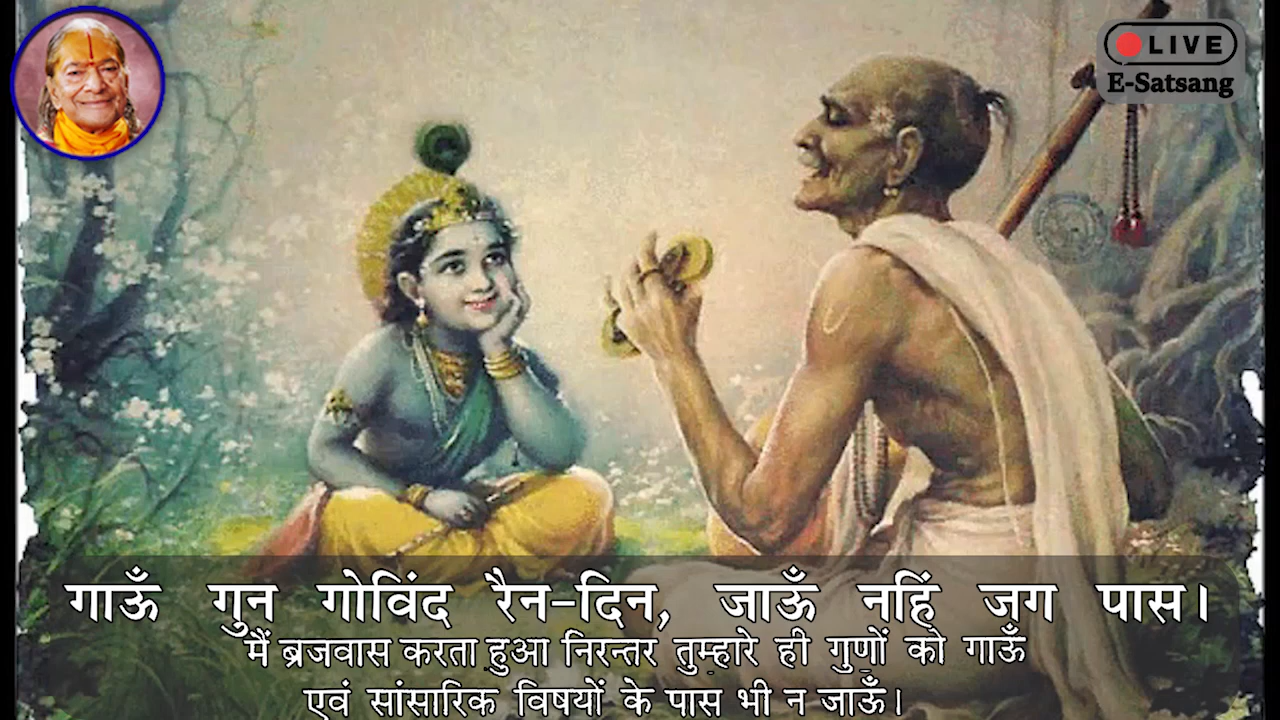 LIVE
E-Satsang
गाऊँ गुन गोविंद रैन-दिन, जाऊँ नहिं जग पास।
मैं ब्रजवास करता हुआ निरन्तर तुम्हारे ही गुणों को गाऊँ
एवं सांसारिक विषयों के पास भी न जाऊँ।